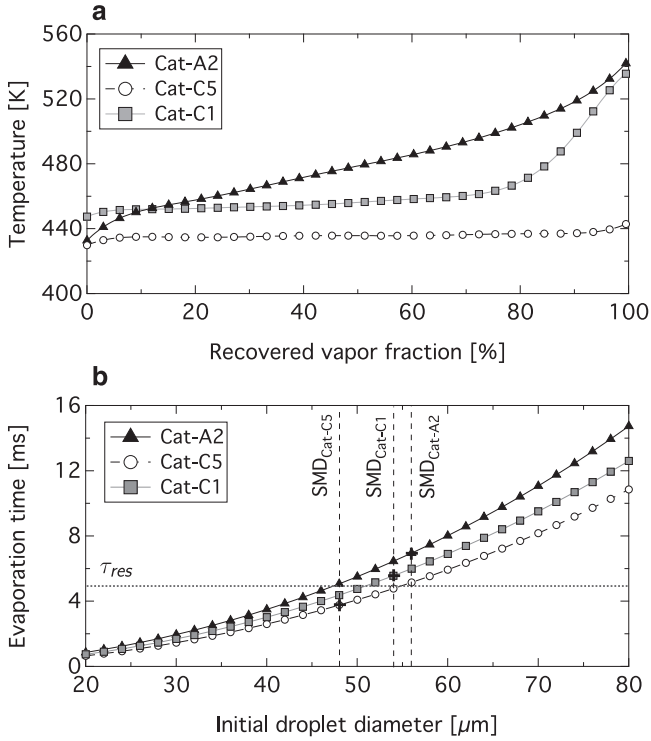 a
560
520
480
440
400
Temperature [K]
Cat-A2
Cat-C5
Cat-C1
0 20 40 60 80 100
Recovered vapor fraction [%]
b
16
12
8
4
0
Evaporation time [ms]
Cat-A2
Cat-C5
Cat-C1
SMDCat-C5
SMDCat-C1
SMDCat-A2
τres
20 30 40 50 60 70 80
Initial droplet diameter [μm]